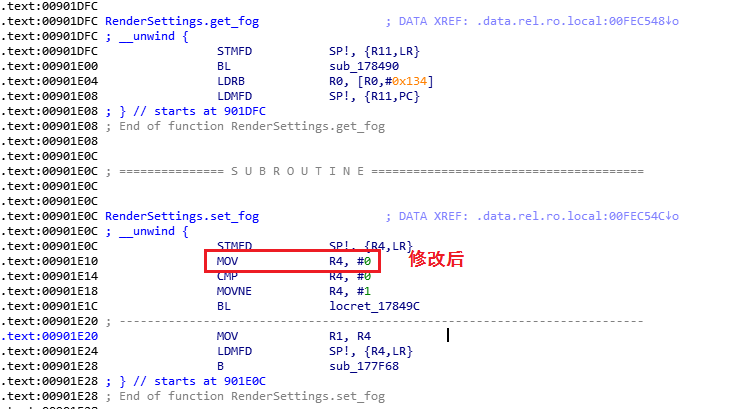 .text:00901DFC
.text:00901DFC RenderSettings.get_fog ; DATA XREF: .data.rel.ro.local:00FEC548↓o
.text:00901DFC ; __unwind {
.text:00901DFC STMFD SP!, {R11,LR}
.text:00901E00 BL sub_178490
.text:00901E04 LDRB R0, [R0,#0x134]
.text:00901E08 LDMFD SP!, {R11,PC}
.text:00901E08 ; } // starts at 901DFC
.text:00901E08 ; End of function RenderSettings.get_fog
.text:00901E08
.text:00901E0C
.text:00901E0C ; =============== S U B R O U T I N E =======================================
.text:00901E0C
.text:00901E0C
.text:00901E0C RenderSettings.set_fog ; DATA XREF: .data.rel.ro.local:00FEC54C↓o
.text:00901E0C ; __unwind {
.text:00901E0C STMFD SP!, {R4,LR}
.text:00901E10 MOV R4, #0 修改后
.text:00901E14 CMP R4, #0
.text:00901E18 MOVNE R4, #1
.text:00901E1C BL locret_17849C
.text:00901E20 ; ---------------------------------------------------------------------------
.text:00901E20 MOV R1, R4
.text:00901E24 LDMFD SP!, {R4,LR}
.text:00901E28 B sub_177F68
.text:00901E28 ; } // starts at 901E0C
.text:00901E28 ; End of function RenderSettings.set_fog